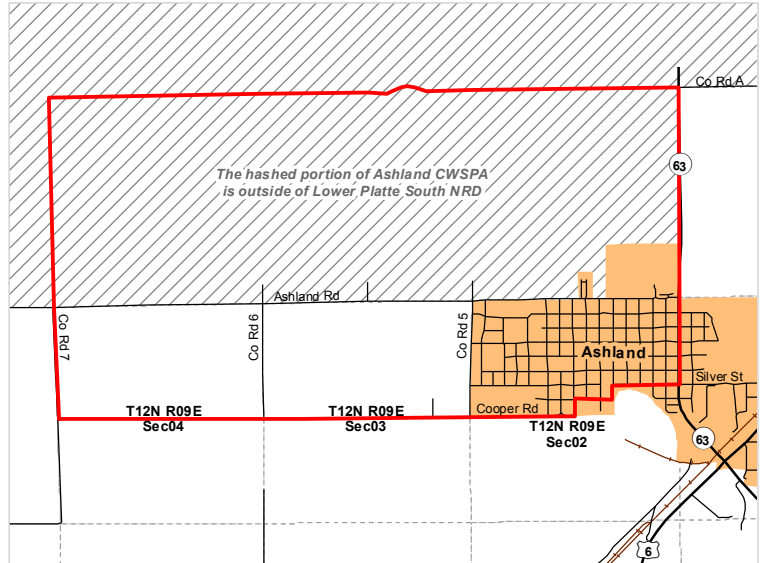 Co Rd A
63
The hashed portion of Ashland CWSPA
is outside of Lower Platte South NRD
Ashland Rd
Co Rd 7
Co Rd 6
Co Rd 5
Ashland
Silver St
T12N R09E
Sec04
T12N R09E
Sec03
Cooper Rd
T12N R09E
Sec02
63
6